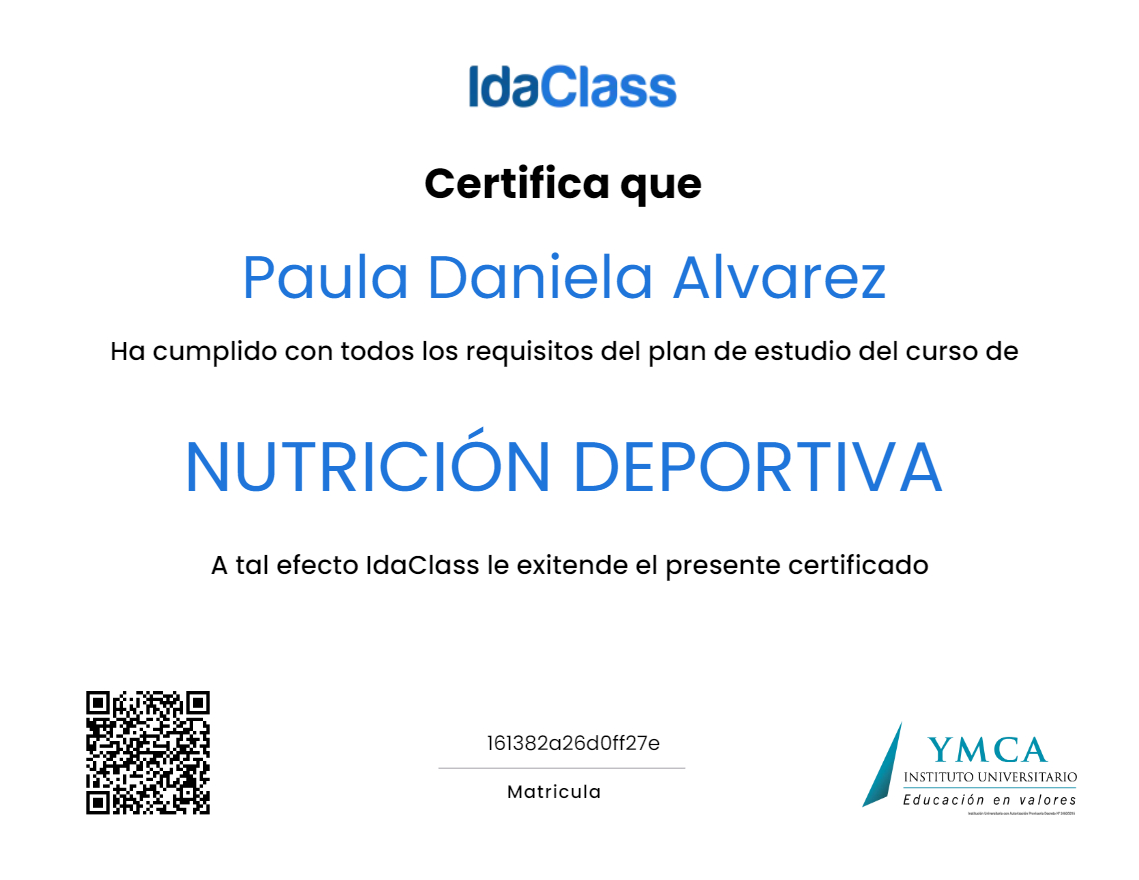 IdaClass
Certifica que
Paula Daniela Alvarez
Ha cumplido con todos los requisitos del plan de estudio del curso de
NUTRICIÓN DEPORTIVA
A tal efecto IdaClass le exitende el presente certificado
161382a26d0ff27e
Matricula
YMCA
INSTITUTO UNIVERSITARIO
Educación en valores